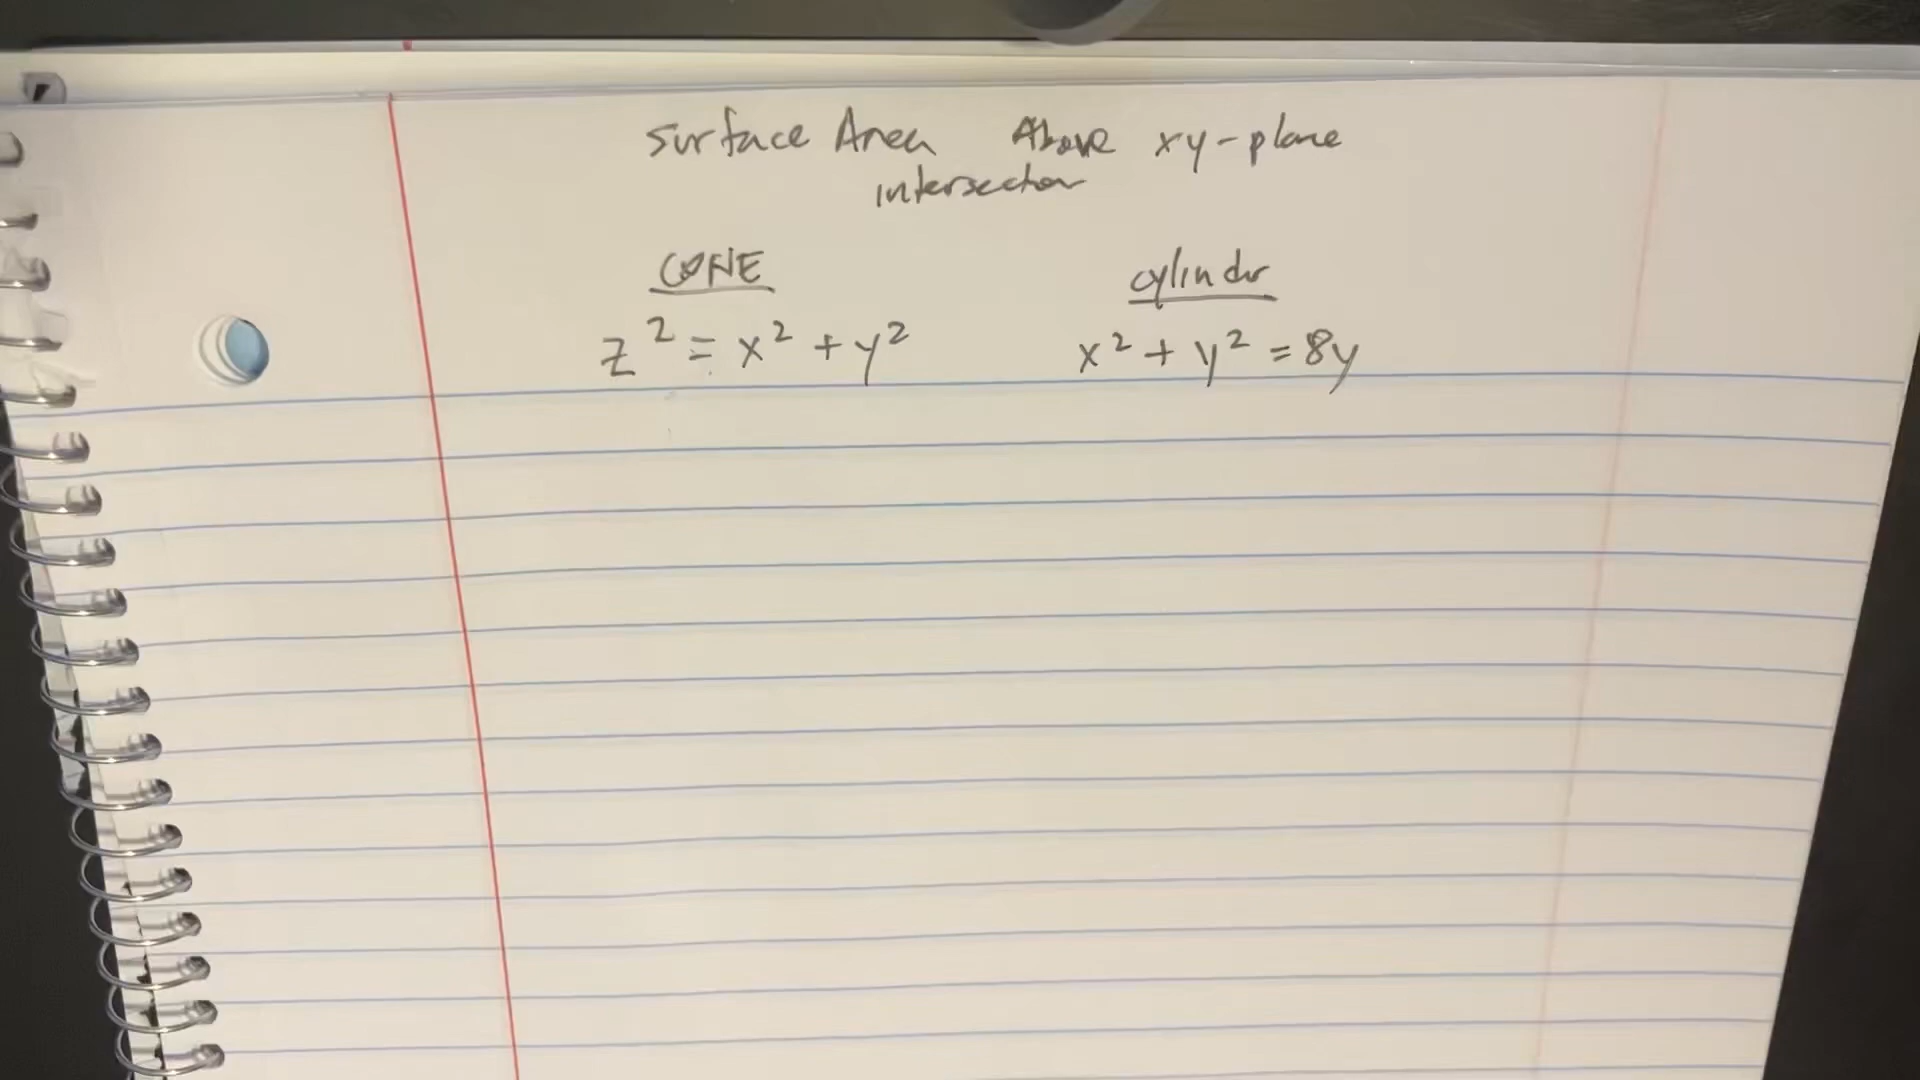 Surface Area Above xy-plane
intersection
CONE cylinder
z² = x² + y² x² + y² = 8y